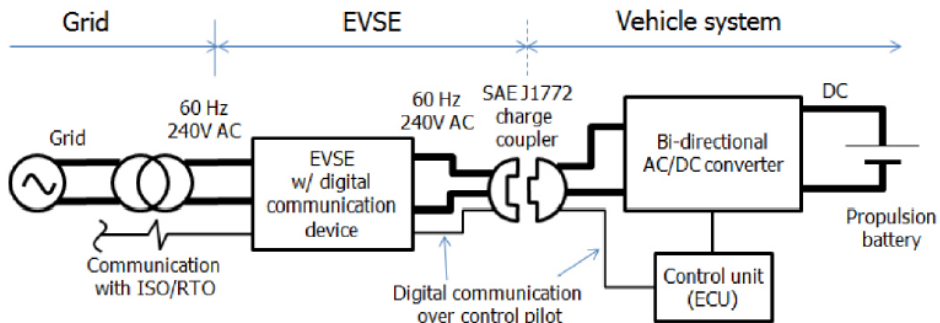 Grid
EVSE
Vehicle system
Grid
60 Hz
240V AC
EVSE
w/ digital
communication
device
60 Hz
240V AC
SAE J1772
charge
coupler
Bi-directional
AC/DC converter
DC
Propulsion
battery
Communication
with ISO/RTO
Digital communication
over control pilot
Control unit
(ECU)